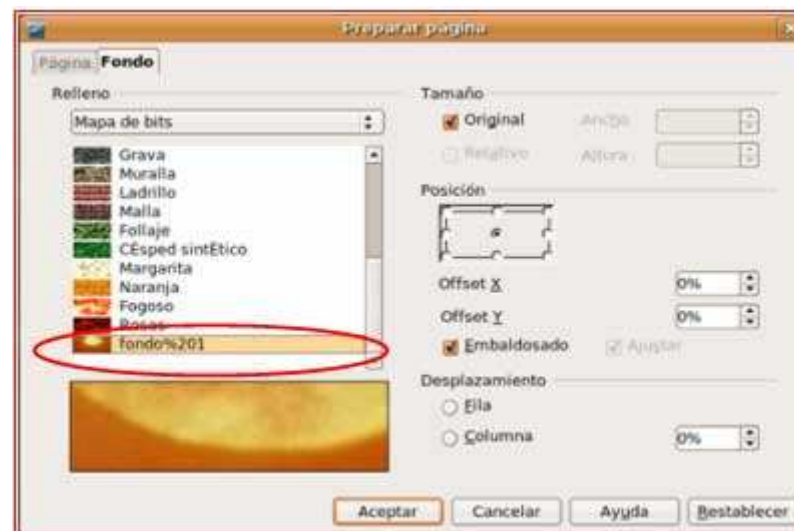 Preparar página
Página Fondo
Relleno
Mapa de bits
Grava
Muralla
Ladrillo
Malla
Follaje
CÉsped sintÉtico
Margarita
Naranja
Fogoso
Rosas
fondo%201
Tamaño
Original
Ancho
Relativo
Altura
Posición
Offset X
0%
Offset Y
0%
Embaldosado
Ajustar
Desplazamiento
Fila
Columna
0%
Aceptar
Cancelar
Ayuda
Restablecer